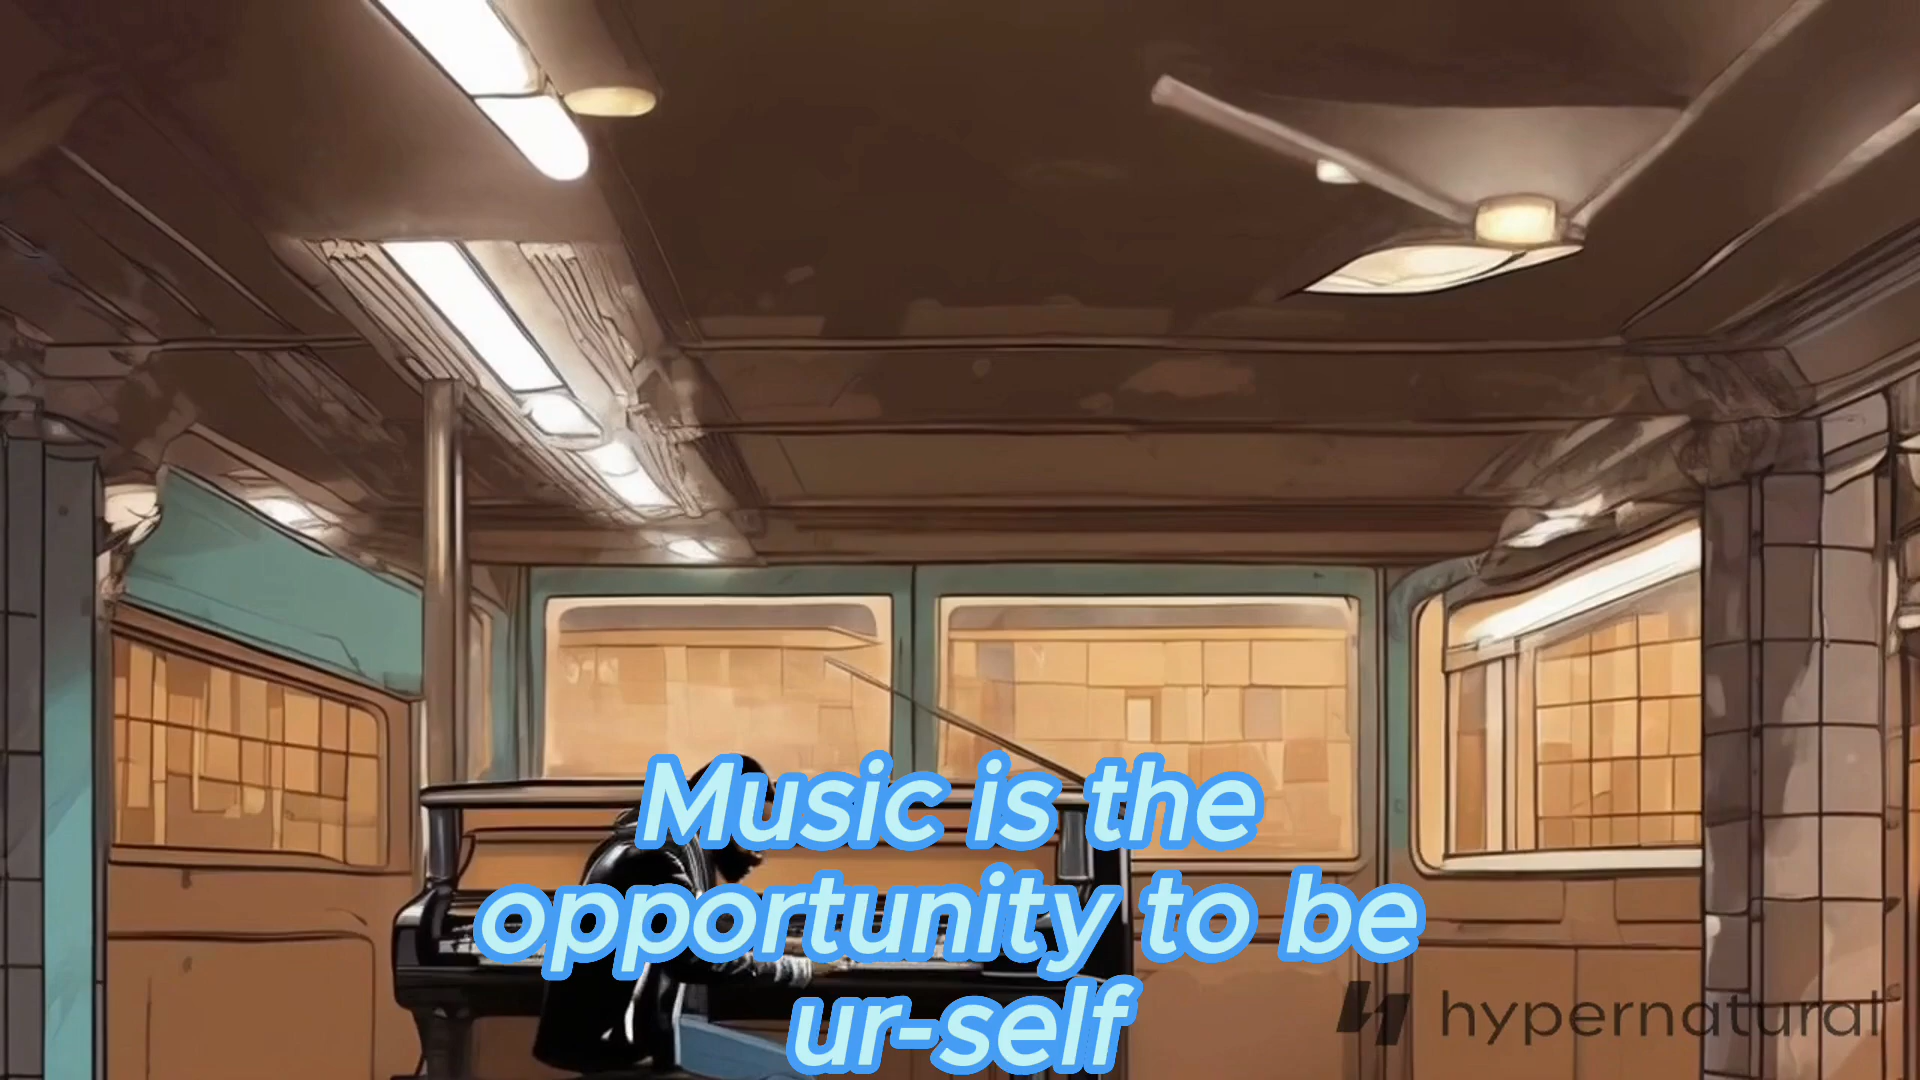 Music is the
opportunity to be
ur-self
hypernatural